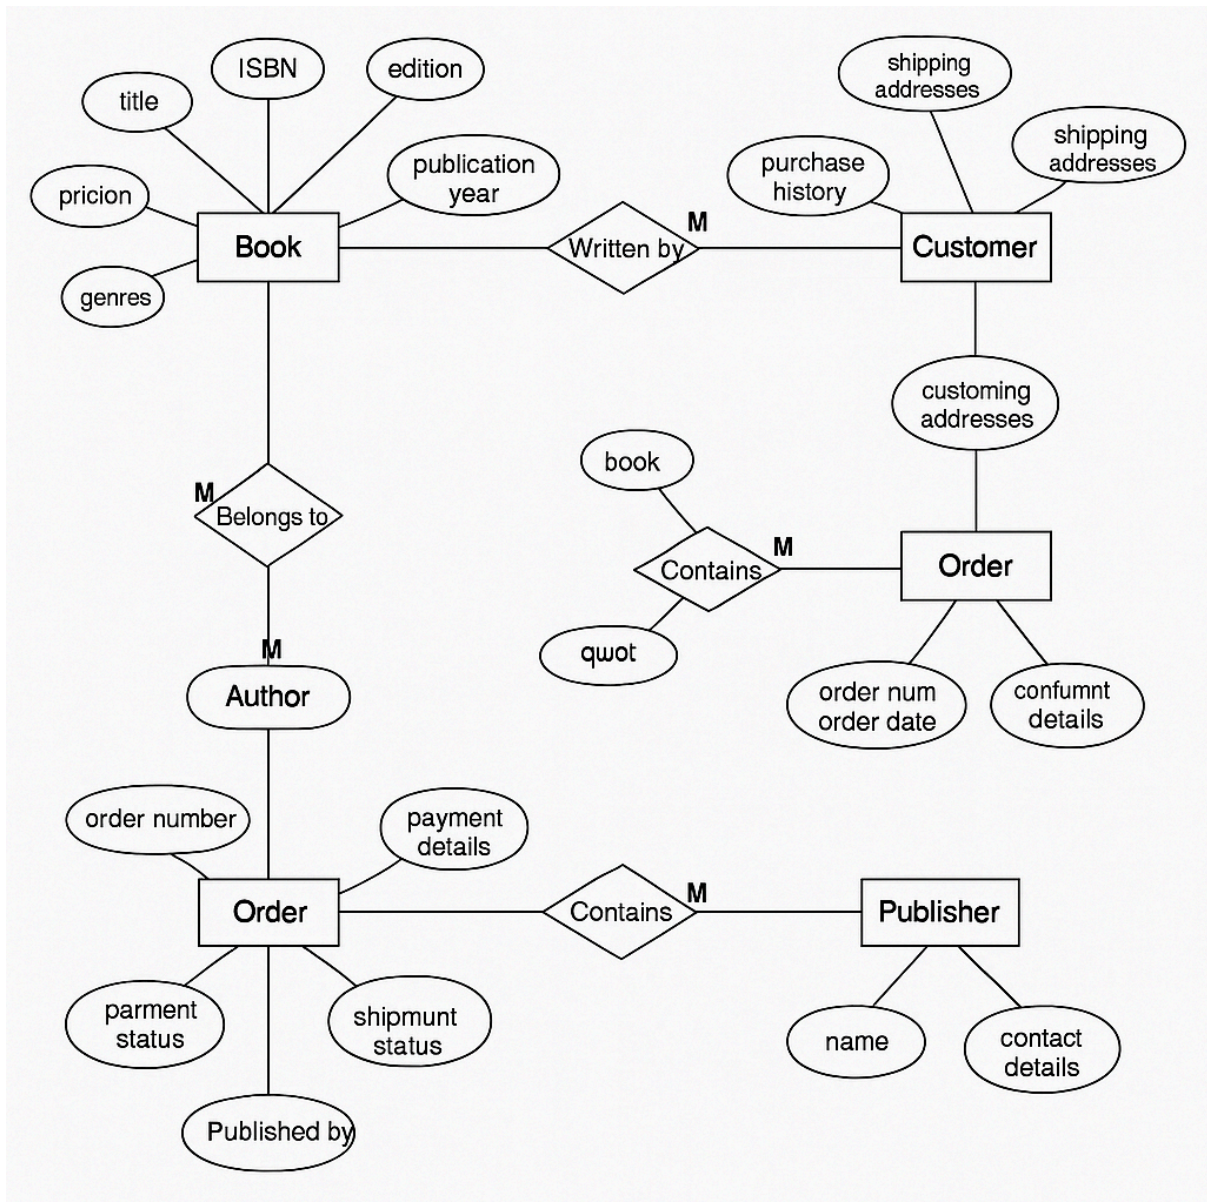 ISBN
edition
title
shipping
addresses
shipping
addresses
publication
year
purchase
history
pricion
M
Book
Written by
Customer
genres
customing
addresses
book
M
Belongs to
M
Contains
Order
qwot
M
Author
order num
order date
confumnt
details
order number
payment
details
M
Order
Contains
Publisher
parment
status
shipmunt
status
name
contact
details
Published by